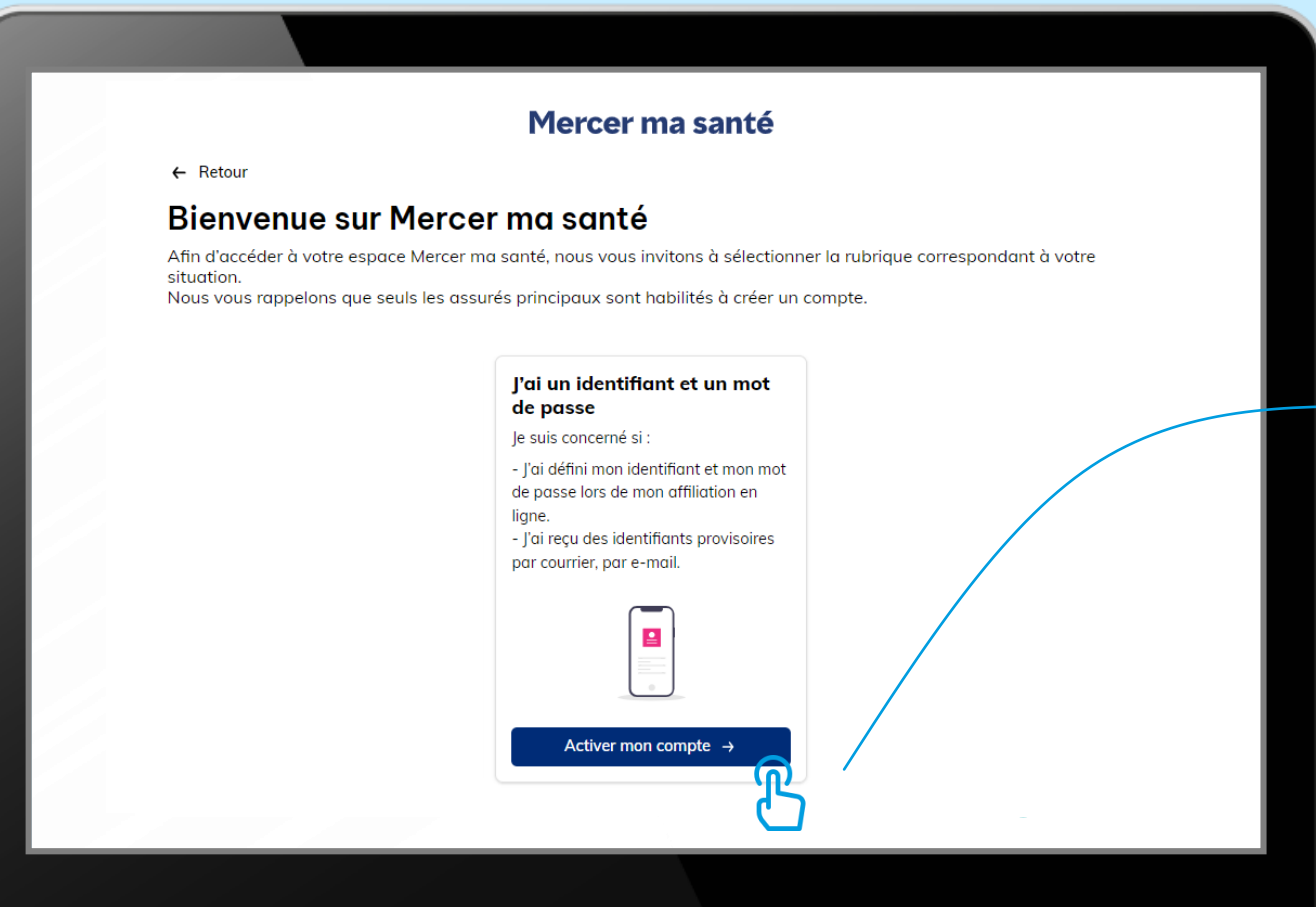 Mercer ma santé
← Retour
Bienvenue sur Mercer ma santé
Afin d'accéder à votre espace Mercer ma santé, nous vous invitons à sélectionner la rubrique correspondant à votre
situation.
Nous vous rappelons que seuls les assurés principaux sont habilités à créer un compte.
J'ai un identifiant et un mot
de passe
Je suis concerné si :
- J'ai défini mon identifiant et mon mot
de passe lors de mon affiliation en
ligne.
- J'ai reçu des identifiants provisoires
par courrier, par e-mail.
Activer mon compte →